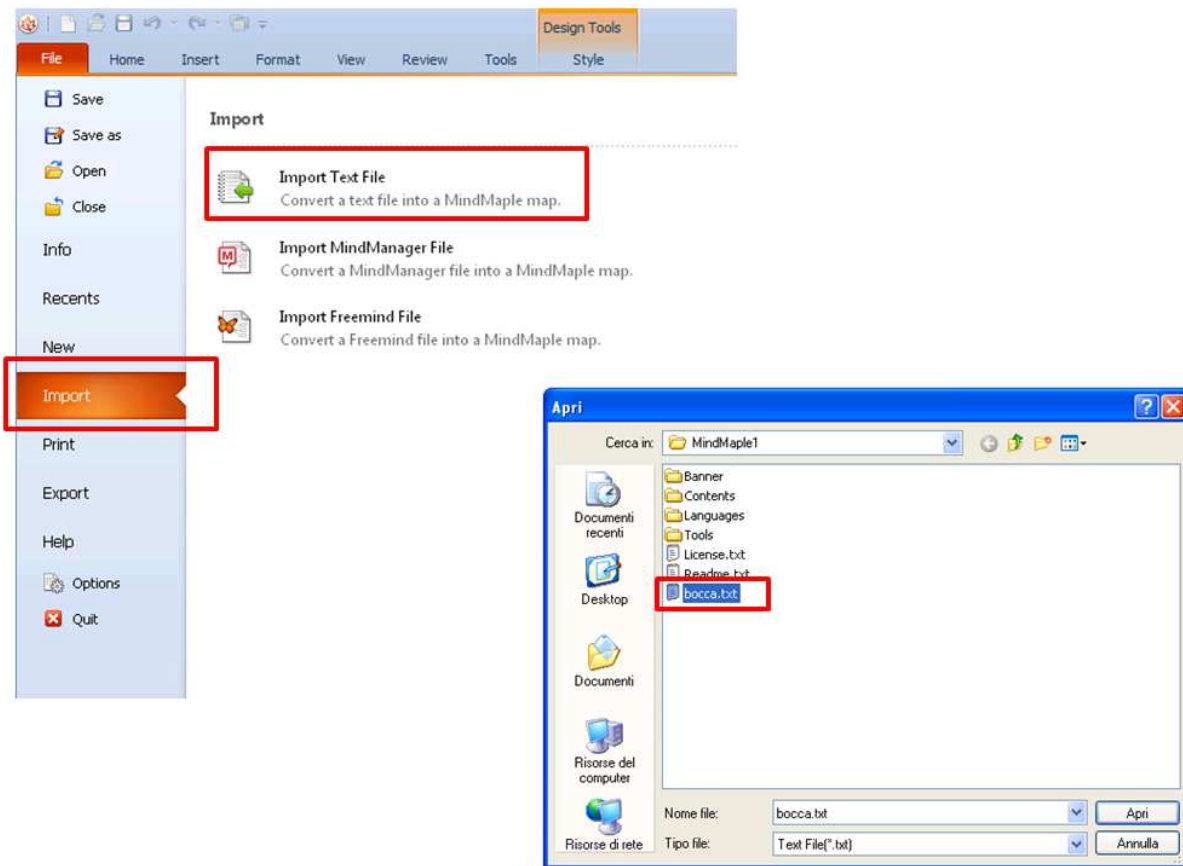 Design Tools
File Home Insert Format View Review Tools Style
Save
Save as
Open
Close
Info
Recents
New
Import
Print
Export
Help
Options
Quit
Import
Import Text File
Convert a text file into a MindMaple map.
Import MindManager File
Convert a MindManager file into a MindMaple map.
Import Freemind File
Convert a Freemind file into a MindMaple map.
Apri
Cerca in: MindMaple1
Documenti
recenti
Desktop
Documenti
Risorse del
computer
Risorse di rete
Banner
Contents
Languages
Tools
License.txt
Readme.txt
bocca.txt
Nome file: bocca.txt Apri
Tipo file: Text File(*.txt) Annulla